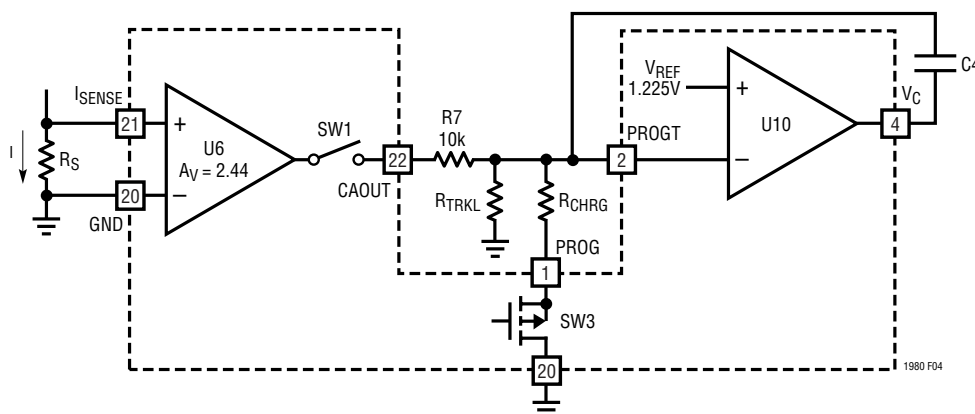 I
R_S
I_SENSE
21
20
GND
+
U6
A_V = 2.44
−
SW1
22
CAOUT
R7
10k
R_TRKL
R_CHRG
PROG
1
SW3
20
PROGT
2
V_REF
1.225V
+
−
U10
V_C
4
C4
1980 F04